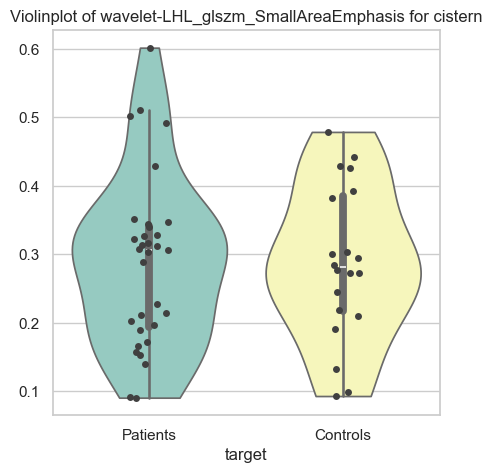 Violinplot of wavelet-LHL_glszm_SmallAreaEmphasis for cistern
0.6
0.5
0.4
0.3
0.2
0.1
Patients Controls
target